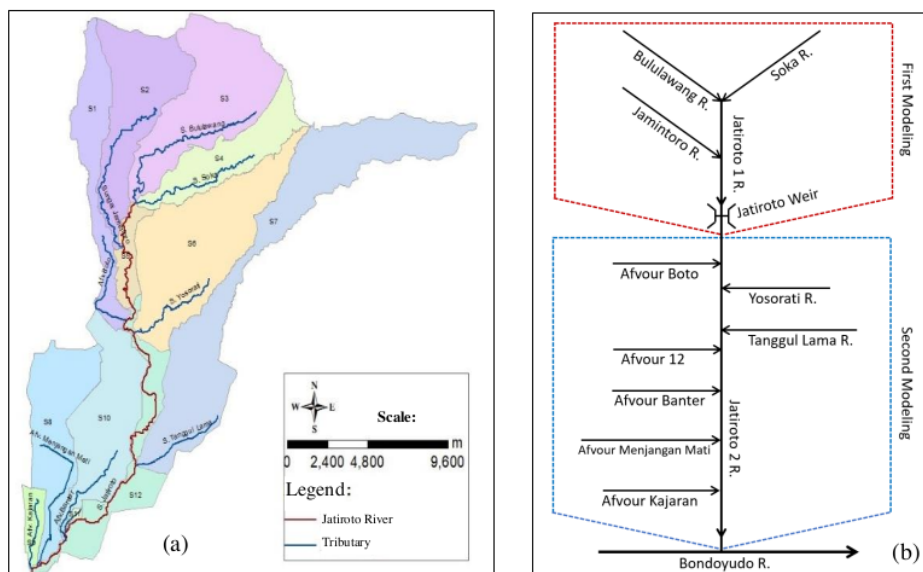 S1
S2
S3
S. Bululawang
S4
S. Soka
S6
S7
S. Yosorati
S8
S10
Afv. Menjangan Mati
S. Tanggul Lama
S. Jatiroto
S12
Afv. Kajaran
N
W E
S
Scale:
m
0 2,400 4,800 9,600
Legend:
Jatiroto River
Tributary
(a)
Bululawang R.
Soka R.
Jamintoro R.
Jatiroto 1 R.
Jatiroto Weir
First Modeling
Afvour Boto
Yosorati R.
Tanggul Lama R.
Afvour 12
Afvour Banter
Jatiroto 2 R.
Afvour Menjangan Mati
Afvour Kajaran
Second Modeling
Bondoyudo R.
(b)